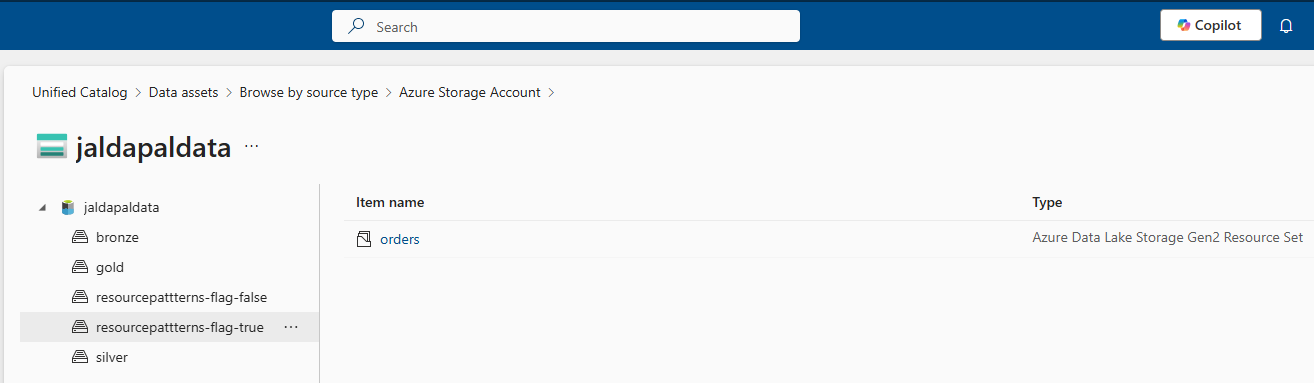 Search
Copilot
Unified Catalog > Data assets > Browse by source type > Azure Storage Account >
jaldapaldata ...
jaldapaldata
bronze
gold
resourcepattterns-flag-false
resourcepattterns-flag-true ...
silver
Item name Type
orders Azure Data Lake Storage Gen2 Resource Set